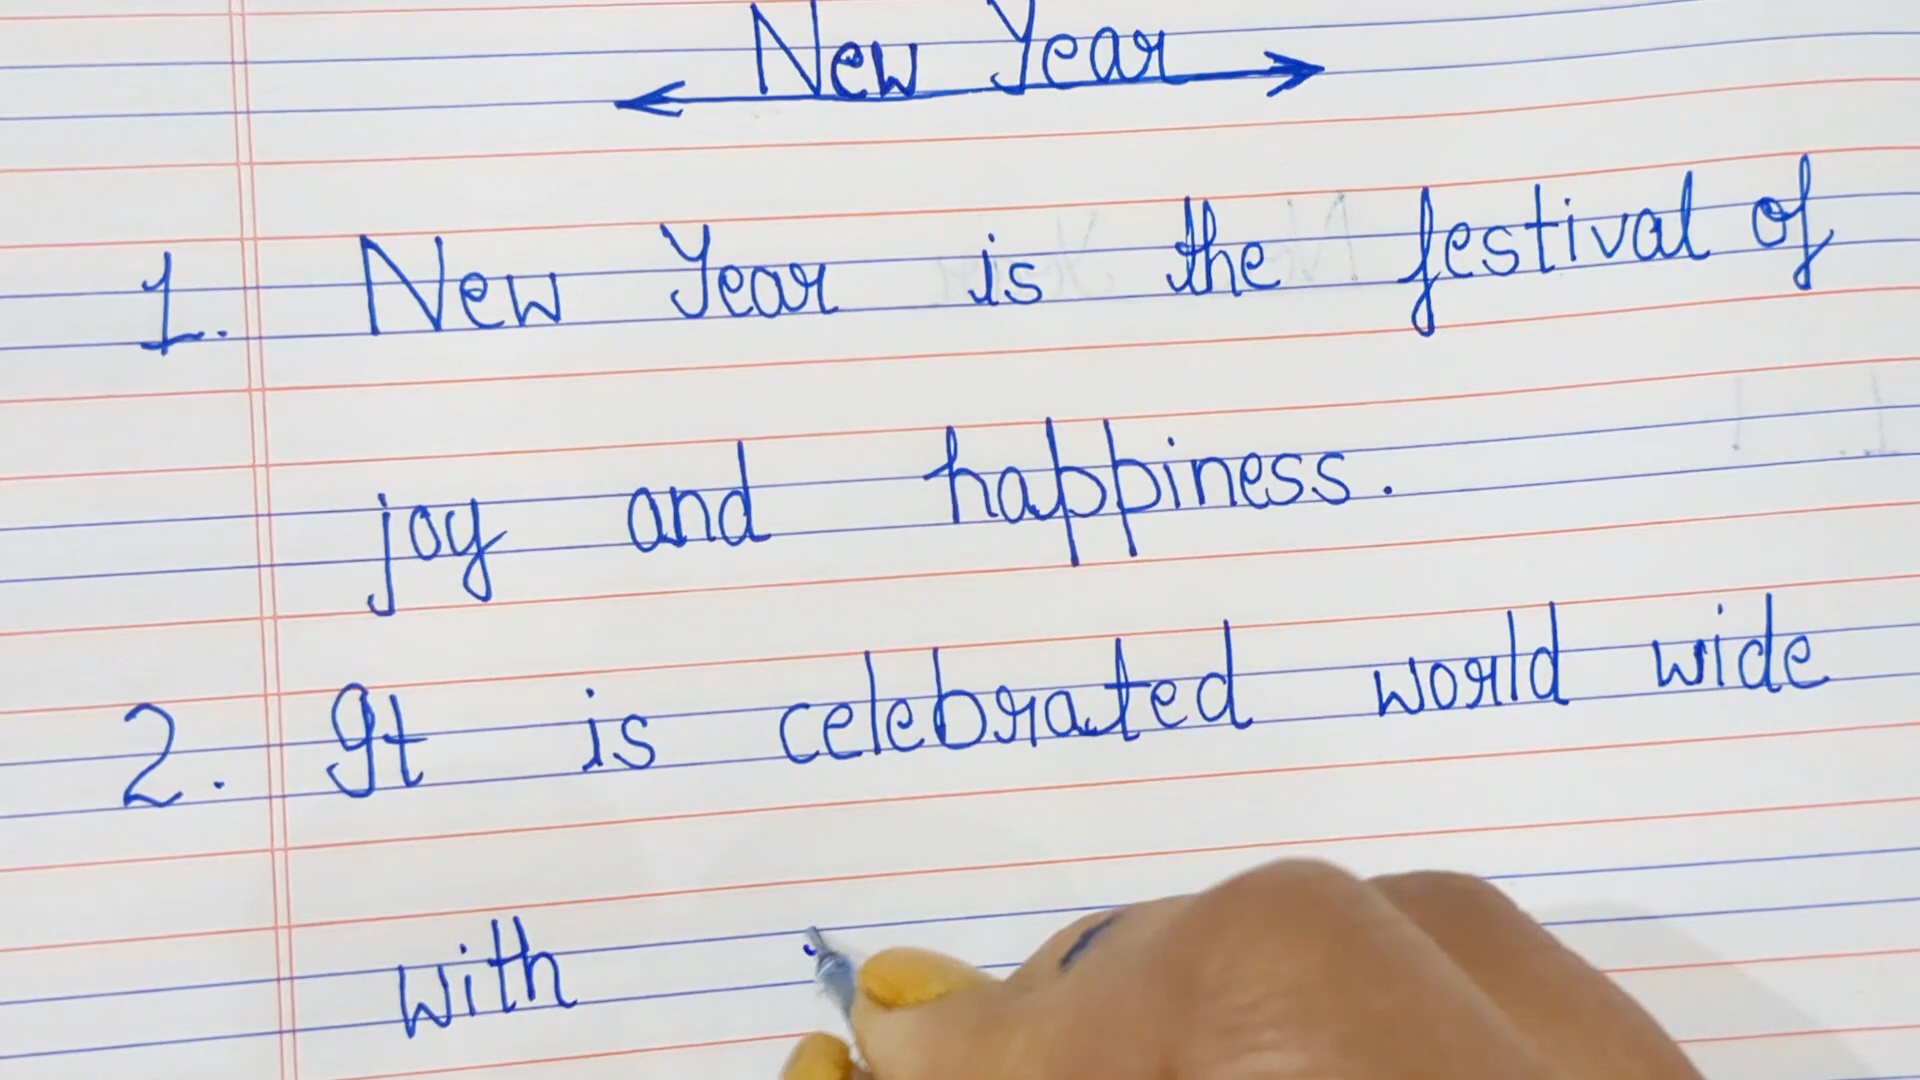 New Year
1. New Year is the festival of
joy and happiness.
2. It is celebrated world wide
with